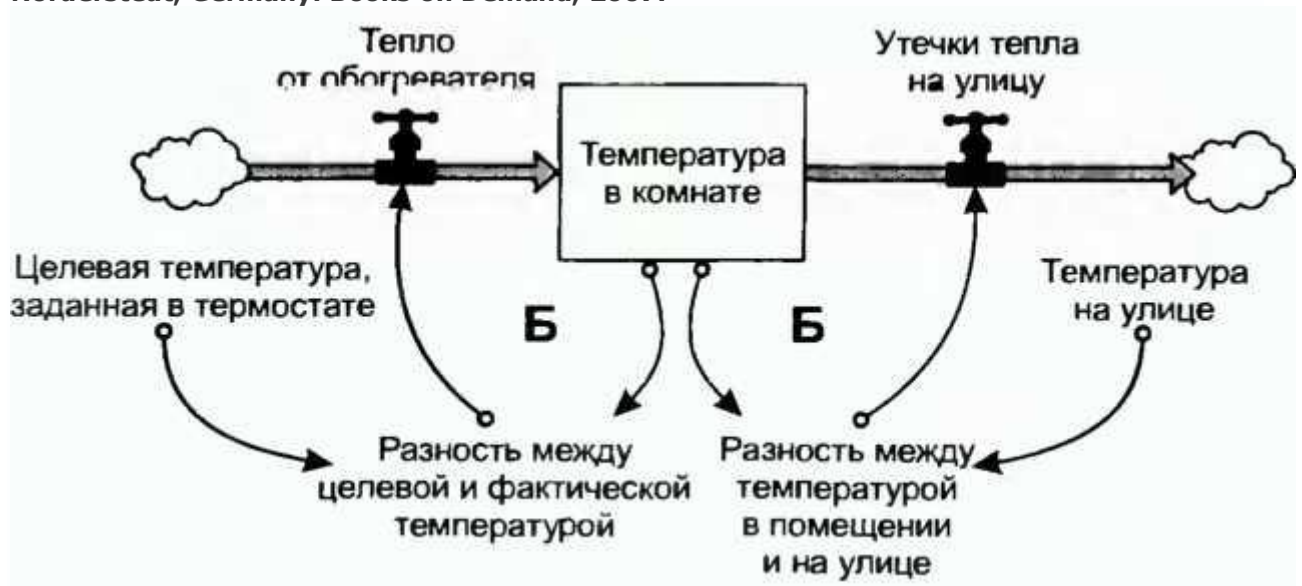 Тепло
от обогревателя
Утечки тепла
на улицу
Температура
в комнате
Целевая температура,
заданная в термостате
Температура
на улице
Б
Б
Разность между
целевой и фактической
температурой
Разность между
температурой
в помещении
и на улице